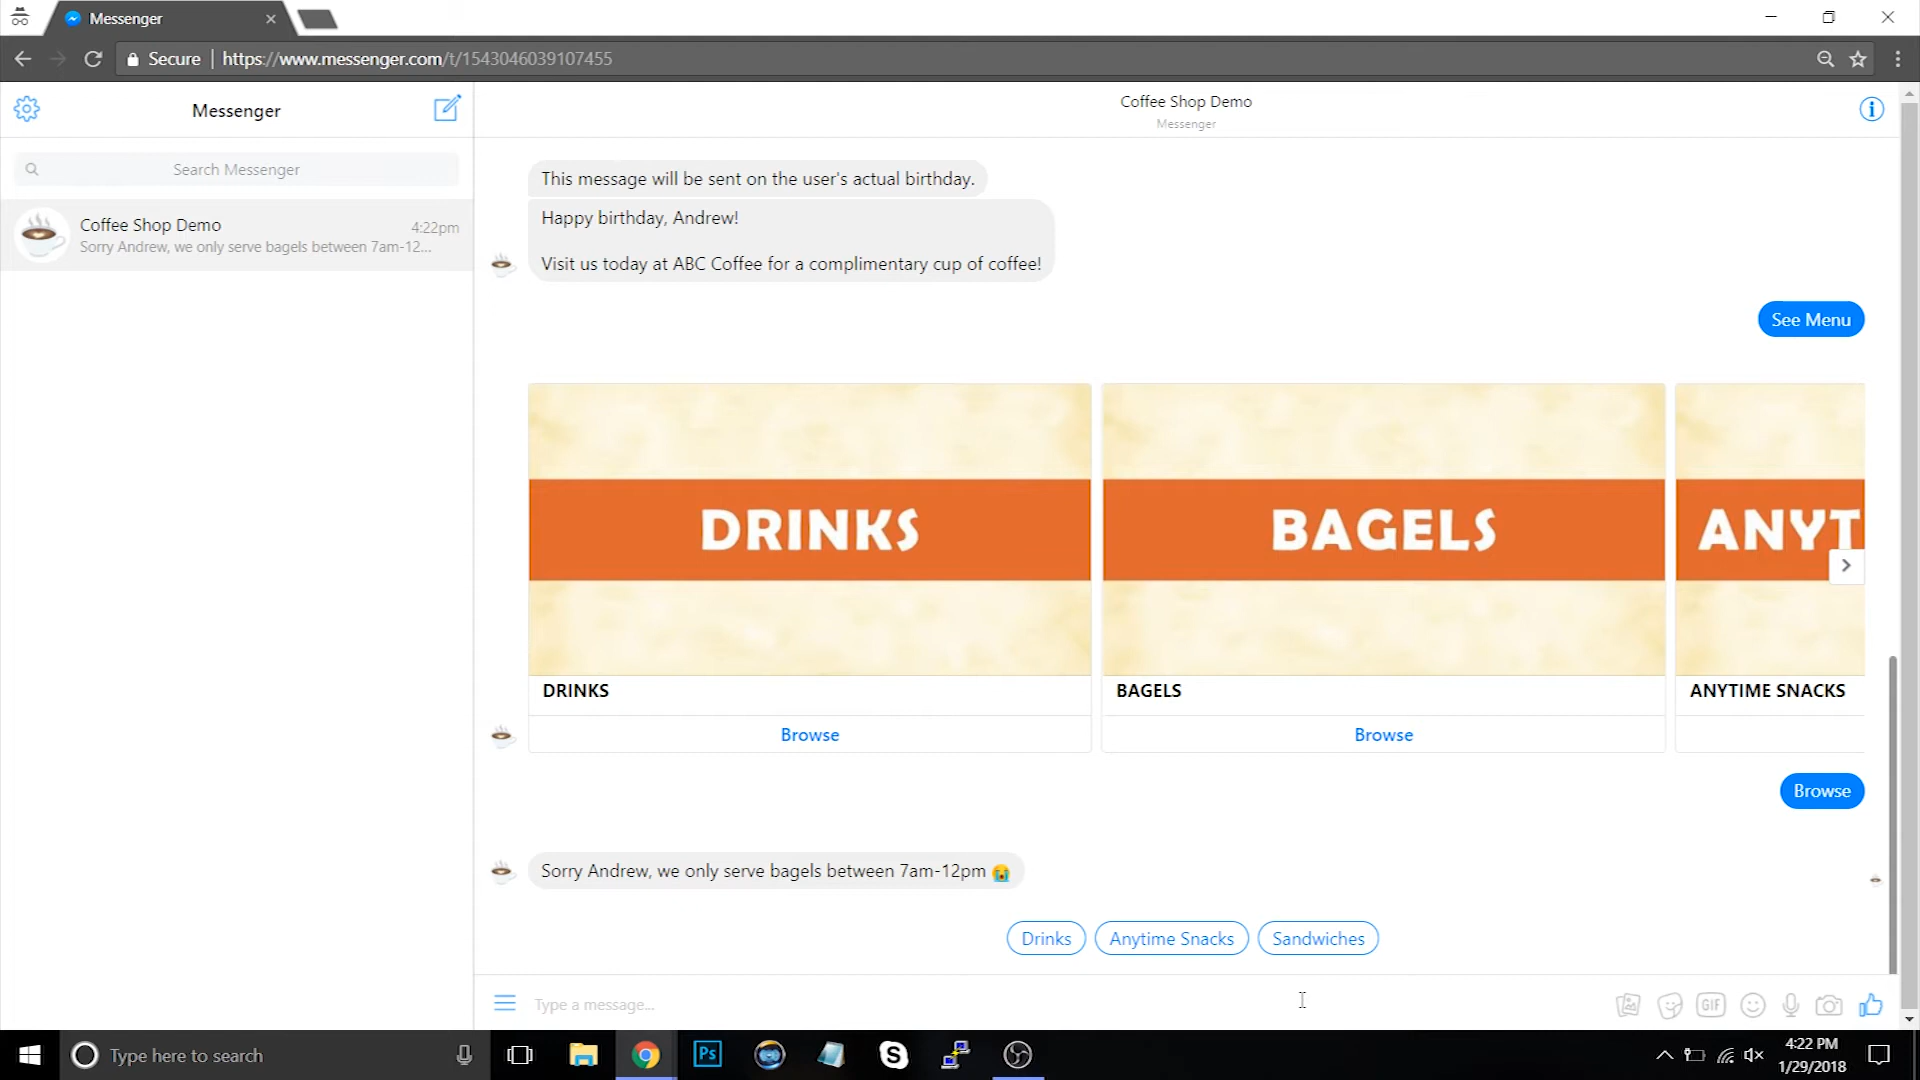 Messenger
Secure
https://www.messenger.com/t/1543046039107455
Messenger
Search Messenger
Coffee Shop Demo
4:22pm
Sorry Andrew, we only serve bagels between 7am-12...
Coffee Shop Demo
Messenger
This message will be sent on the user's actual birthday.
Happy birthday, Andrew!
Visit us today at ABC Coffee for a complimentary cup of coffee!
See Menu
DRINKS
BAGELS
ANYT
DRINKS
BAGELS
ANYTIME SNACKS
Browse
Browse
Browse
Sorry Andrew, we only serve bagels between 7am-12pm 😭
Drinks
Anytime Snacks
Sandwiches
Type a message...
GIF
Type here to search
Ps
S
4:22 PM
1/29/2018